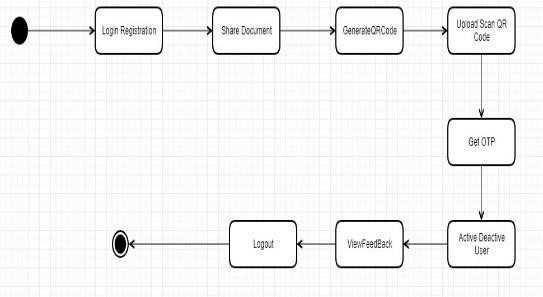 Login Registration
Share Document
GenerateQRCode
Upload Scan QR
Code
Get OTP
Active Deactive
User
ViewFeedBack
Logout